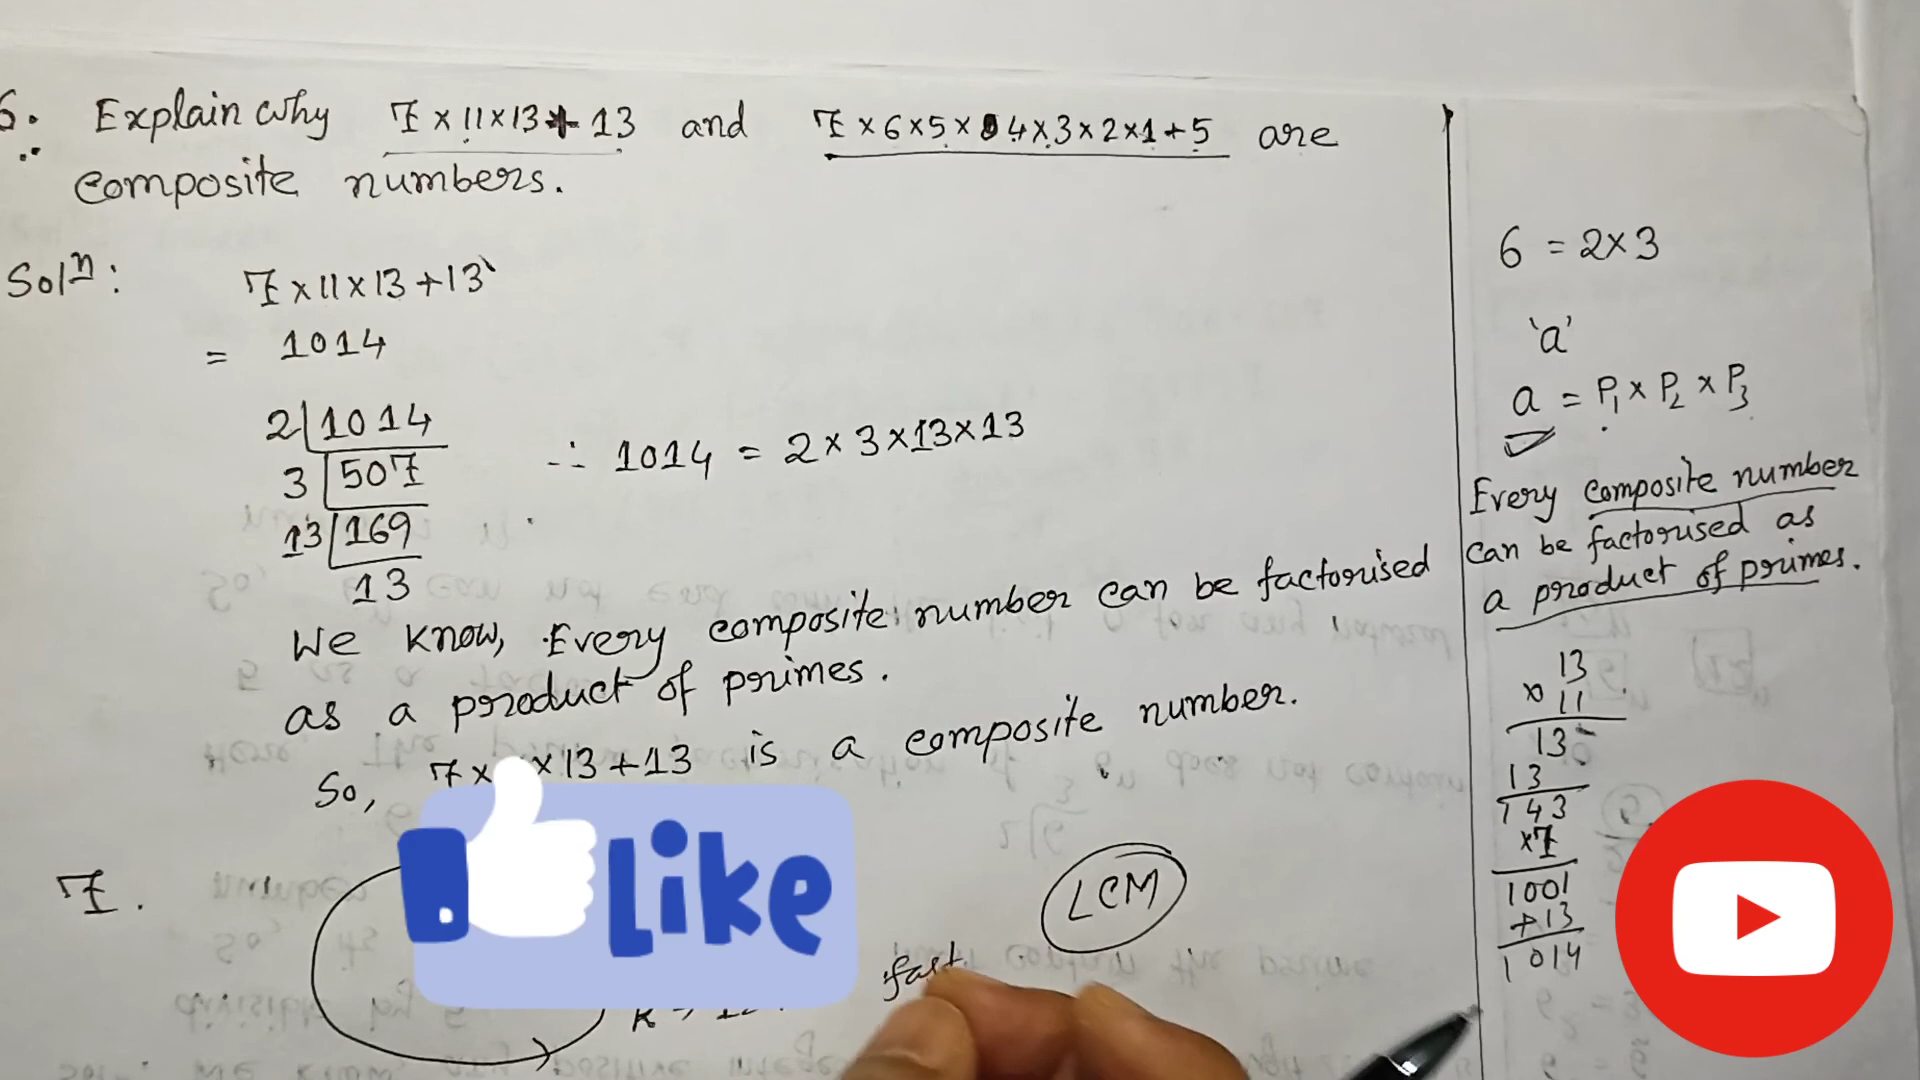 6. Explain why 7×11×13+13 and 7×6×5×4×3×2×1+5 are
composite numbers.
Solⁿ: 7×11×13+13
= 1014
2 | 1014
3 | 507
13 | 169
13
∴ 1014 = 2×3×13×13
We know, Every composite number can be factorised
as a product of primes.
So, 7× ×13+13 is a composite number.
7.
Like
LCM
6 = 2×3
'a'
a = P₁ × P₂ × P₃
Every composite number
can be factorised as
a product of primes.
13
× 11
13
13
143
×7
1001
+13
1014